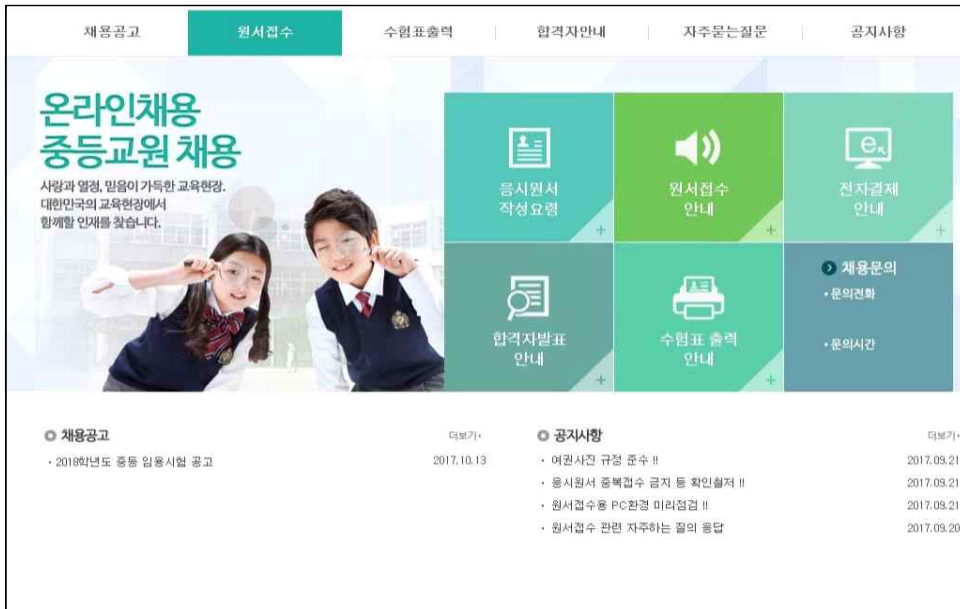 채용공고
원서접수
수험표출력
합격자안내
자주묻는질문
공지사항
온라인채용
중등교원 채용
사랑과 열정, 믿음이 가득한 교육현장.
대한민국의 교육현장에서
함께할 인재를 찾습니다.
응시원서
작성요령
+
원서접수
안내
+
e
전자결제
안내
+
합격자발표
안내
+
수험표 출력
안내
+
채용문의
· 문의전화
· 문의시간
채용공고
더보기
· 2018학년도 중등 임용시험 공고
2017.10.13
공지사항
더보기
· 여권사진 규정 준수 !!
2017.09.21
· 응시원서 중복접수 금지 등 확인철저 !!
2017.09.21
· 원서접수용 PC환경 미리점검 !!
2017.09.21
· 원서접수 관련 자주하는 질의 응답
2017.09.20